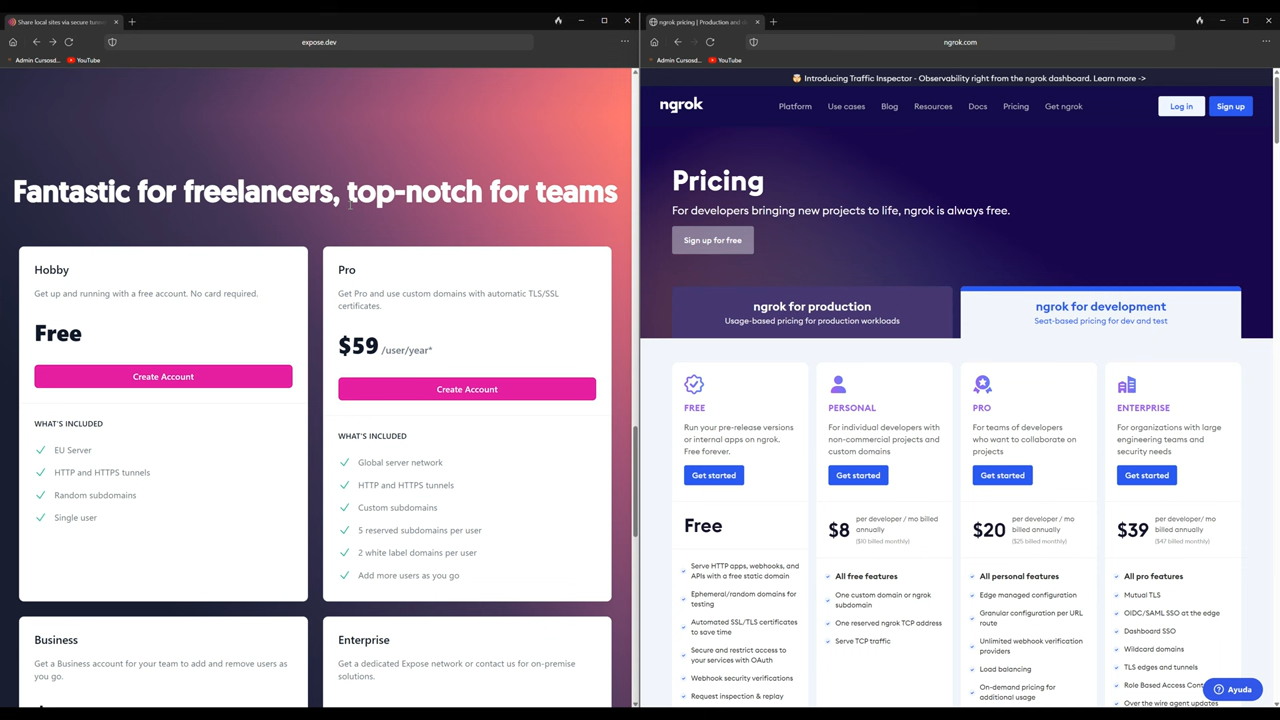 Share local sites via secure tunn
expose.dev
Admin Cursosd...
YouTube
Fantastic for freelancers, top-notch for teams
Hobby
Get up and running with a free account. No card required.
Free
Create Account
WHAT'S INCLUDED
EU Server
HTTP and HTTPS tunnels
Random subdomains
Single user
Pro
Get Pro and use custom domains with automatic TLS/SSL
certificates.
$59 /user/year*
Create Account
WHAT'S INCLUDED
Global server network
HTTP and HTTPS tunnels
Custom subdomains
5 reserved subdomains per user
2 white label domains per user
Add more users as you go
Business
Get a Business account for your team to add and remove users as
you go.
Enterprise
Get a dedicated Expose network or contact us for on-premise
solutions.
ngrok pricing | Production and d
ngrok.com
Admin Cursosd...
YouTube
Introducing Traffic Inspector - Observability right from the ngrok dashboard. Learn more ->
ngrok
Platform
Use cases
Blog
Resources
Docs
Pricing
Get ngrok
Log in
Sign up
Pricing
For developers bringing new projects to life, ngrok is always free.
Sign up for free
ngrok for production
Usage-based pricing for production workloads
ngrok for development
Seat-based pricing for dev and test
FREE
Run your pre-release versions
or internal apps on ngrok.
Free forever.
Get started
Free
Serve HTTP apps, webhooks, and
APIs with a free static domain
Ephemeral/random domains for
testing
Automated SSL/TLS certificates
to save time
Secure and restrict access to
your services with OAuth
Webhook security verifications
Request inspection & replay
PERSONAL
For individual developers with
non-commercial projects and
custom domains
Get started
$8
per developer / mo billed
annually
($10 billed monthly)
All free features
One custom domain or ngrok
subdomain
One reserved ngrok TCP address
Serve TCP traffic
PRO
For teams of developers
who want to collaborate on
projects
Get started
$20
per developer / mo
billed annually
($25 billed monthly)
All personal features
Edge managed configuration
Granular configuration per URL
route
Unlimited webhook verification
providers
Load balancing
On-demand pricing for
additional usage
ENTERPRISE
For organizations with large
engineering teams and
security needs
Get started
$39
per developer/ mo
billed annually
($47 billed monthly)
All pro features
Mutual TLS
OIDC/SAML SSO at the edge
Dashboard SSO
Wildcard domains
TLS edges and tunnels
Role Based Access Cont
Over the wire agent updates
Ayuda